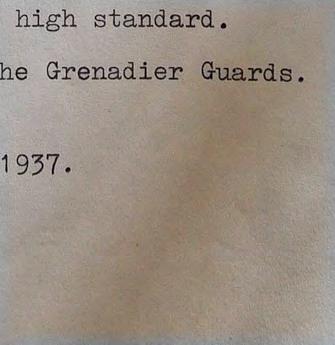 high standard.
he Grenadier Guards.
1937.